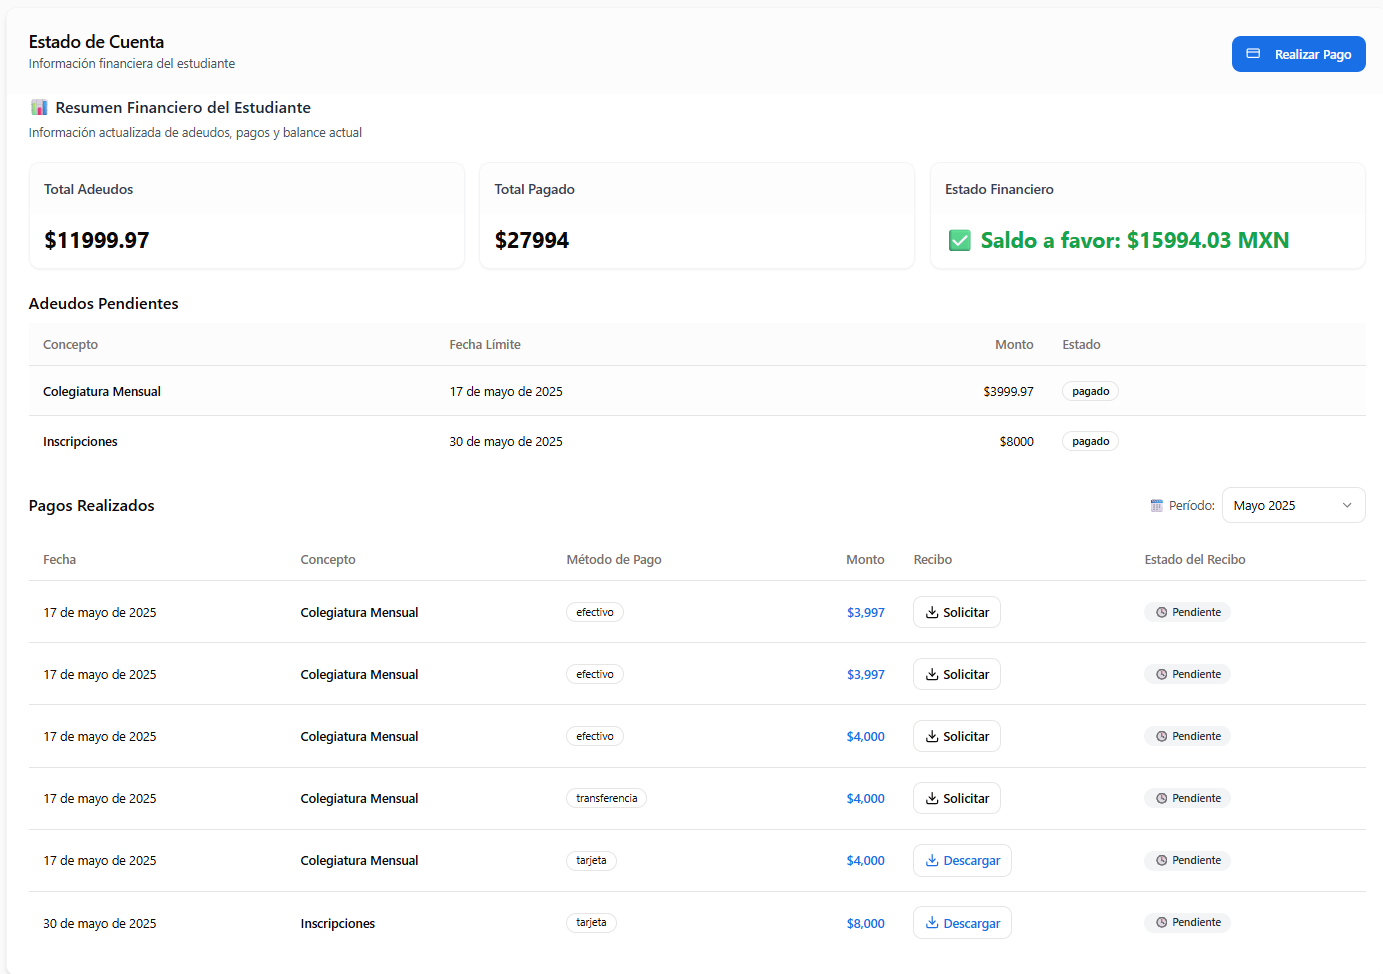 Estado de Cuenta
Información financiera del estudiante
Realizar Pago
Resumen Financiero del Estudiante
Información actualizada de adeudos, pagos y balance actual
Total Adeudos
$11999.97
Total Pagado
$27994
Estado Financiero
Saldo a favor: $15994.03 MXN
Adeudos Pendientes
Concepto Fecha Límite Monto Estado
Colegiatura Mensual 17 de mayo de 2025 $3999.97 pagado
Inscripciones 30 de mayo de 2025 $8000 pagado
Pagos Realizados
Período: Mayo 2025
Fecha Concepto Método de Pago Monto Recibo Estado del Recibo
17 de mayo de 2025 Colegiatura Mensual efectivo $3,997 Solicitar Pendiente
17 de mayo de 2025 Colegiatura Mensual efectivo $3,997 Solicitar Pendiente
17 de mayo de 2025 Colegiatura Mensual efectivo $4,000 Solicitar Pendiente
17 de mayo de 2025 Colegiatura Mensual transferencia $4,000 Solicitar Pendiente
17 de mayo de 2025 Colegiatura Mensual tarjeta $4,000 Descargar Pendiente
30 de mayo de 2025 Inscripciones tarjeta $8,000 Descargar Pendiente